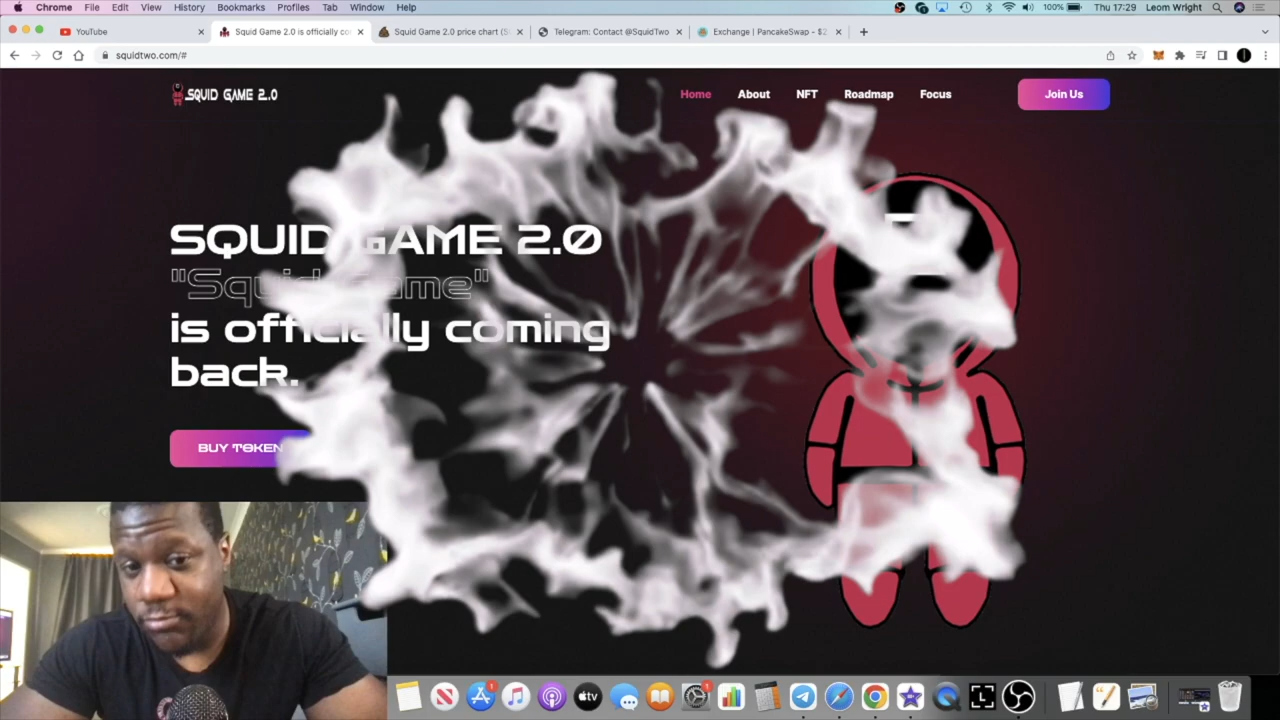 Chrome File Edit View History Bookmarks Profiles Tab Window Help 100% Thu 17:29 Leom Wright
YouTube
Squid Game 2.0 is officially co
Squid Game 2.0 price chart (S
Telegram: Contact @SquidTwo
Exchange | PancakeSwap - $2
squidtwo.com/#
SQUID GAME 2.0
Home About NFT Roadmap Focus Join Us
SQUID GAME 2.0
"Squid Game"
is officially coming
back.
BUY TOKEN
tv